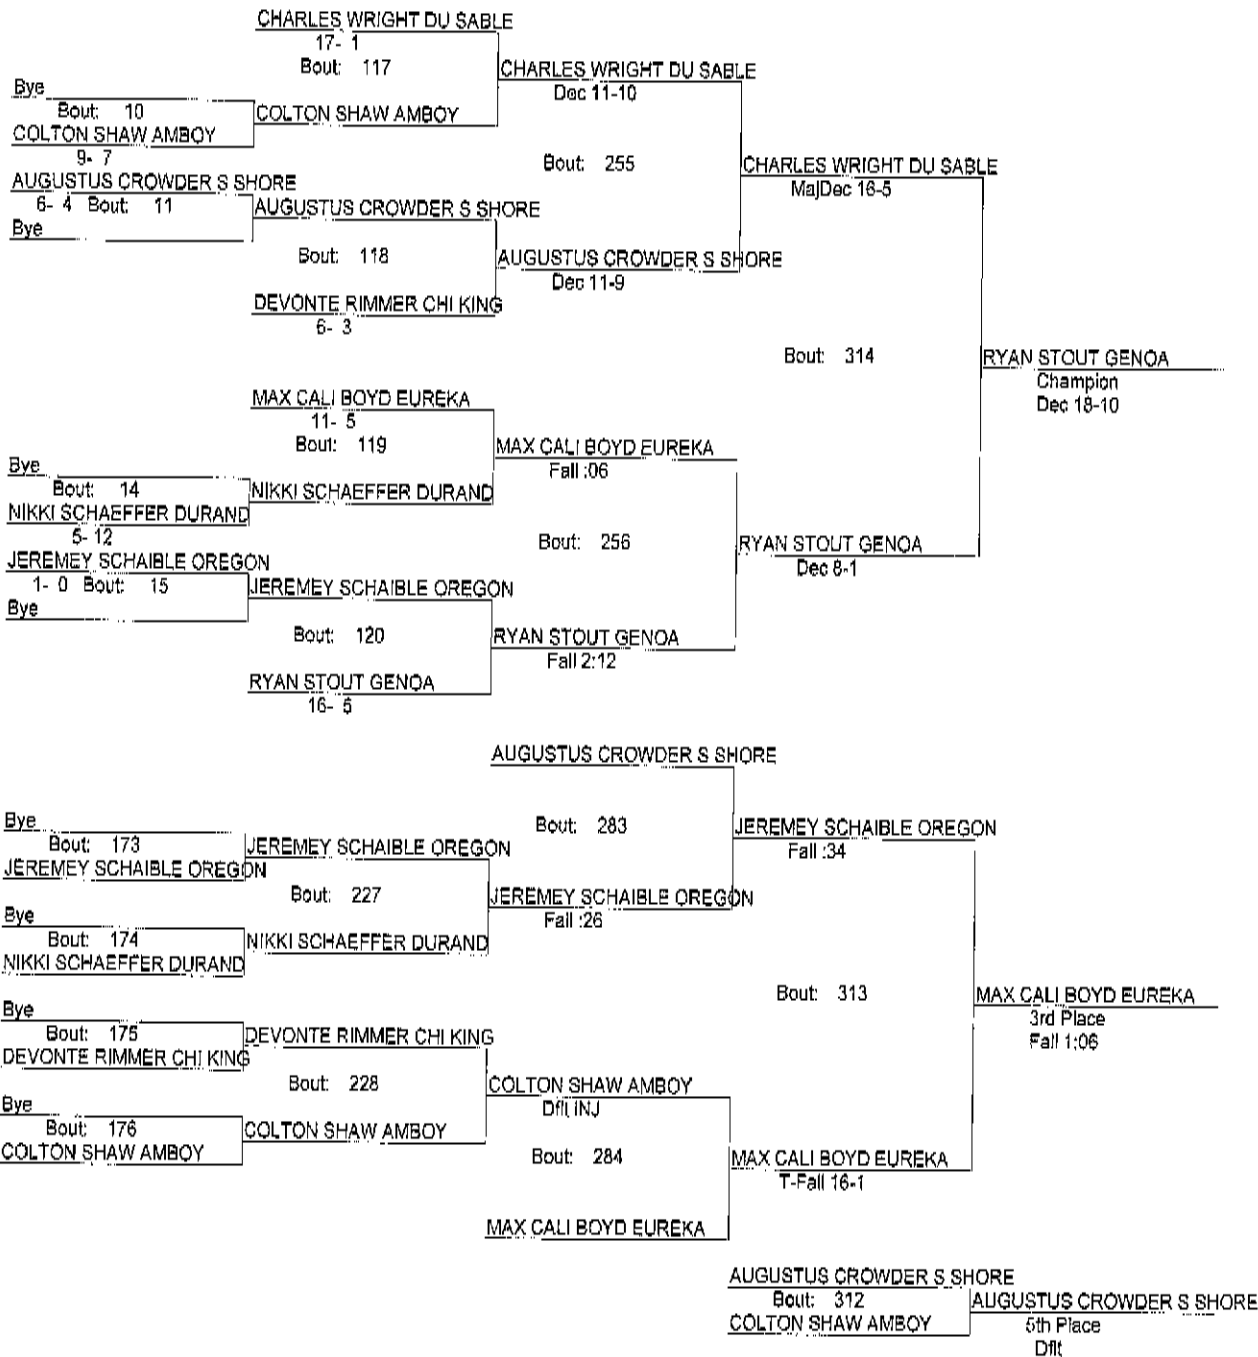 CHARLES WRIGHT DU SABLE
17- 1
Bout: 117
CHARLES WRIGHT DU SABLE
Dec 11-10
Bye
Bout: 10
COLTON SHAW AMBOY
COLTON SHAW AMBOY
9- 7
Bout: 255
CHARLES WRIGHT DU SABLE
MajDec 16-5
AUGUSTUS CROWDER S SHORE
6- 4 Bout: 11
AUGUSTUS CROWDER S SHORE
Bye
Bout: 118
AUGUSTUS CROWDER S SHORE
Dec 11-9
DEVONTE RIMMER CHI KING
6- 3
Bout: 314
RYAN STOUT GENOA
Champion
Dec 18-10
MAX CALI BOYD EUREKA
11- 5
Bout: 119
MAX CALI BOYD EUREKA
Fall :06
Bye
Bout: 14
NIKKI SCHAEFFER DURAND
NIKKI SCHAEFFER DURAND
5- 12
Bout: 256
RYAN STOUT GENOA
Dec 8-1
JEREMEY SCHAIBLE OREGON
1- 0 Bout: 15
JEREMEY SCHAIBLE OREGON
Bye
Bout: 120
RYAN STOUT GENOA
Fall 2:12
RYAN STOUT GENOA
16- 5
AUGUSTUS CROWDER S SHORE
Bye
Bout: 173
JEREMEY SCHAIBLE OREGON
JEREMEY SCHAIBLE OREGON
Bout: 283
JEREMEY SCHAIBLE OREGON
Fall :34
Bout: 227
JEREMEY SCHAIBLE OREGON
Fall :26
Bye
Bout: 174
NIKKI SCHAEFFER DURAND
NIKKI SCHAEFFER DURAND
Bout: 313
MAX CALI BOYD EUREKA
3rd Place
Fall 1:06
Bye
Bout: 175
DEVONTE RIMMER CHI KING
DEVONTE RIMMER CHI KING
Bout: 228
COLTON SHAW AMBOY
Dflt INJ
Bye
Bout: 176
COLTON SHAW AMBOY
COLTON SHAW AMBOY
Bout: 284
MAX CALI BOYD EUREKA
T-Fall 16-1
MAX CALI BOYD EUREKA
AUGUSTUS CROWDER S SHORE
Bout: 312
AUGUSTUS CROWDER S SHORE
COLTON SHAW AMBOY
5th Place
Dflt